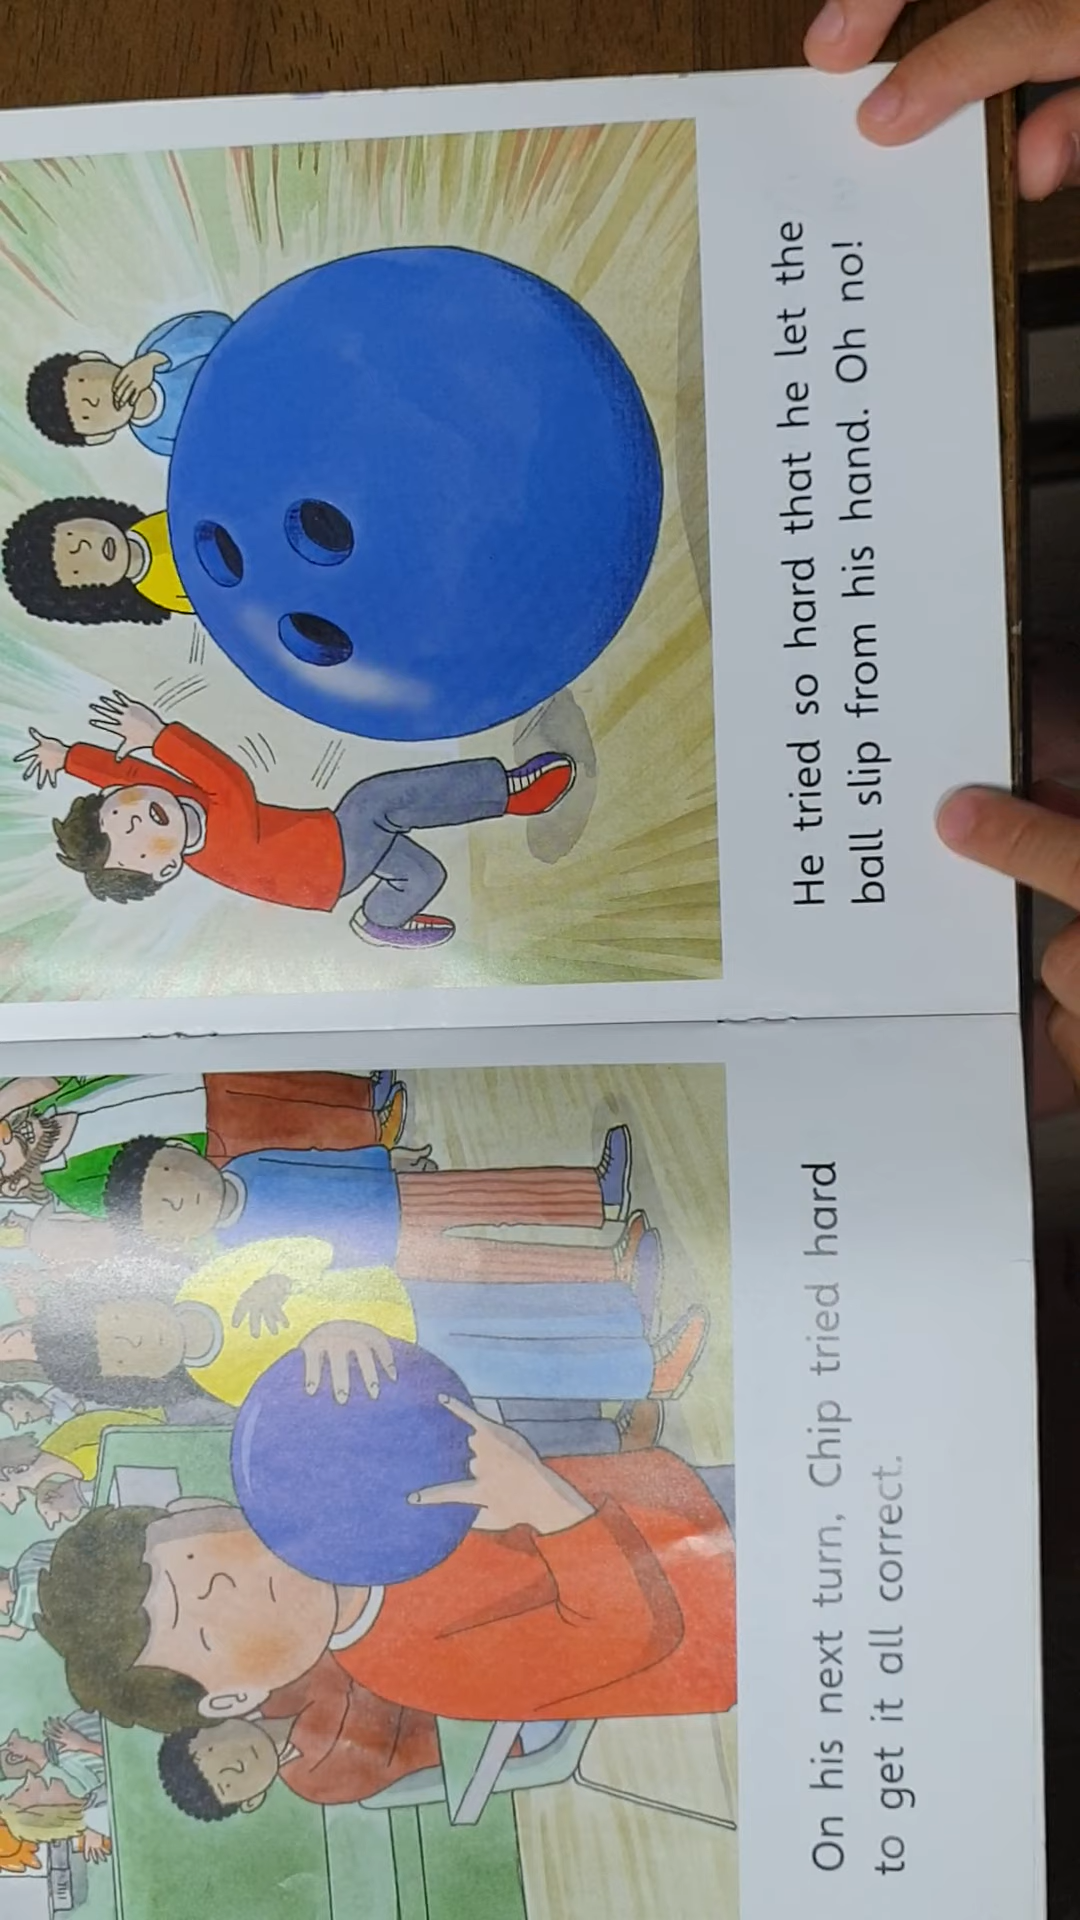 On his next turn, Chip tried hard
to get it all correct.
He tried so hard that he let the
ball slip from his hand. Oh no!